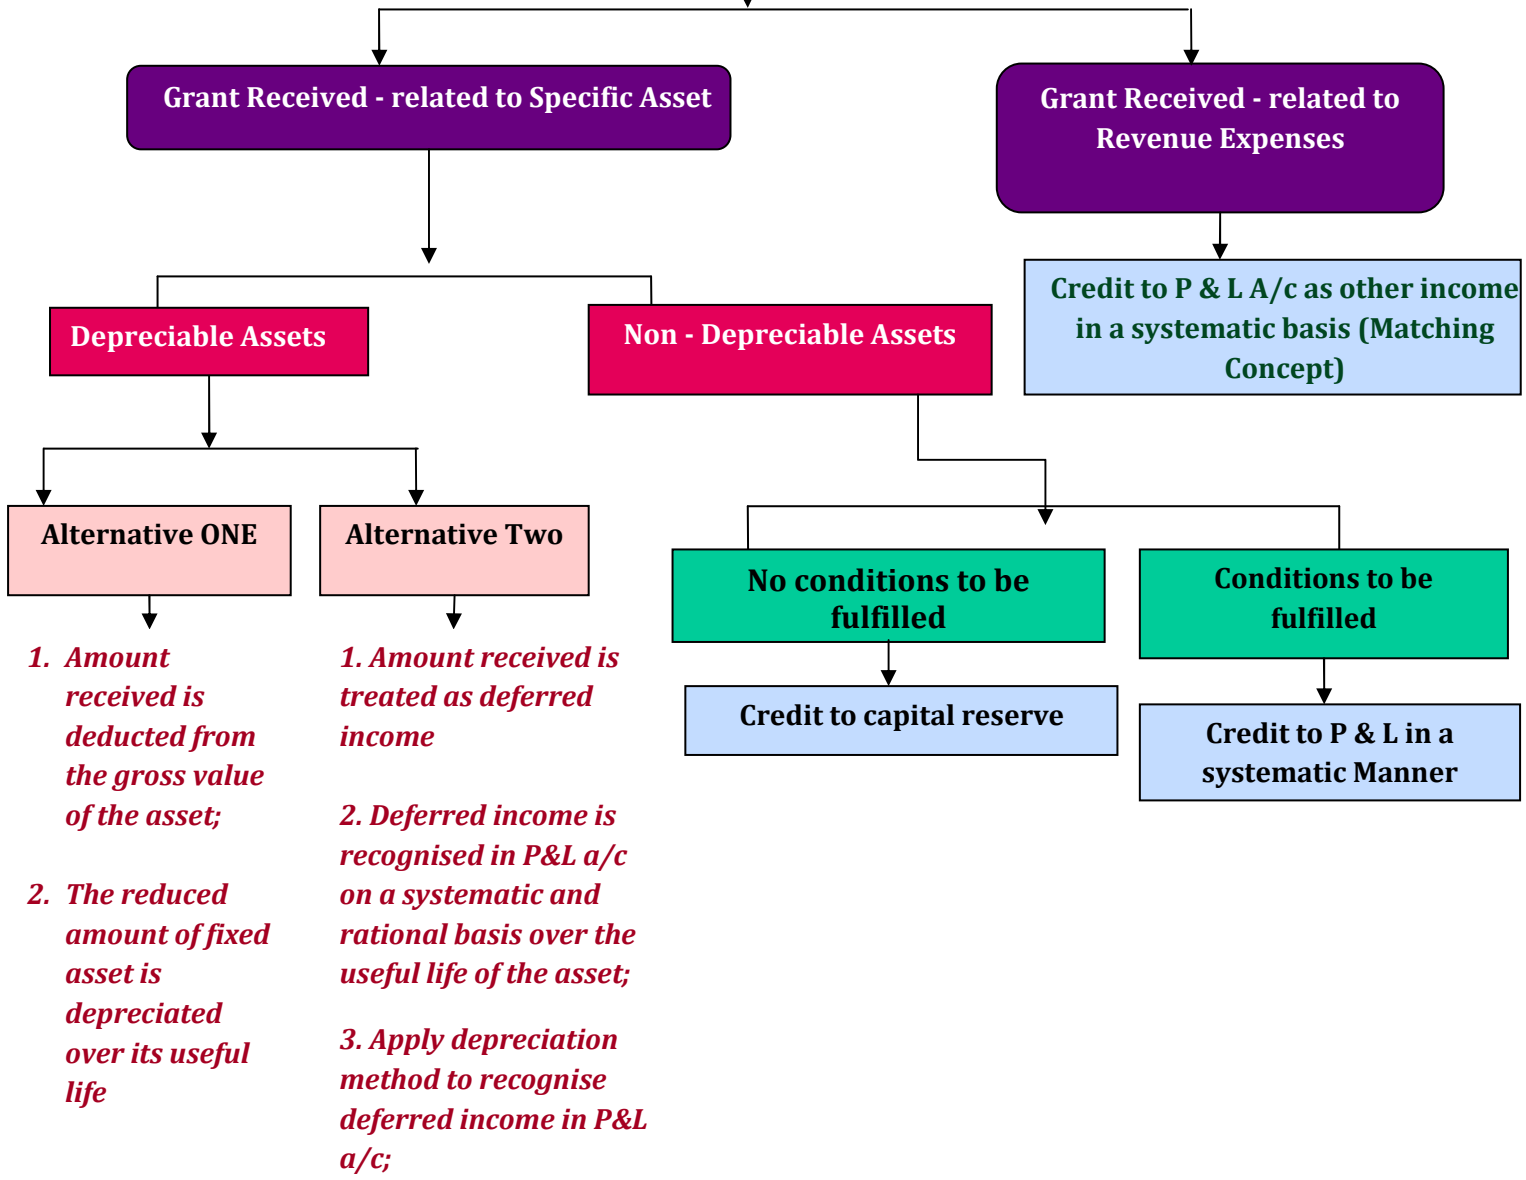 Grant Received - related to Specific Asset
Grant Received - related to
Revenue Expenses
Credit to P & L A/c as other income
in a systematic basis (Matching
Concept)
Depreciable Assets
Non - Depreciable Assets
Alternative ONE
Alternative Two
No conditions to be
fulfilled
Conditions to be
fulfilled
Credit to capital reserve
Credit to P & L in a
systematic Manner
1. Amount
received is
deducted from
the gross value
of the asset;
2. The reduced
amount of fixed
asset is
depreciated
over its useful
life
1. Amount received is
treated as deferred
income
2. Deferred income is
recognised in P&L a/c
on a systematic and
rational basis over the
useful life of the asset;
3. Apply depreciation
method to recognise
deferred income in P&L
a/c;